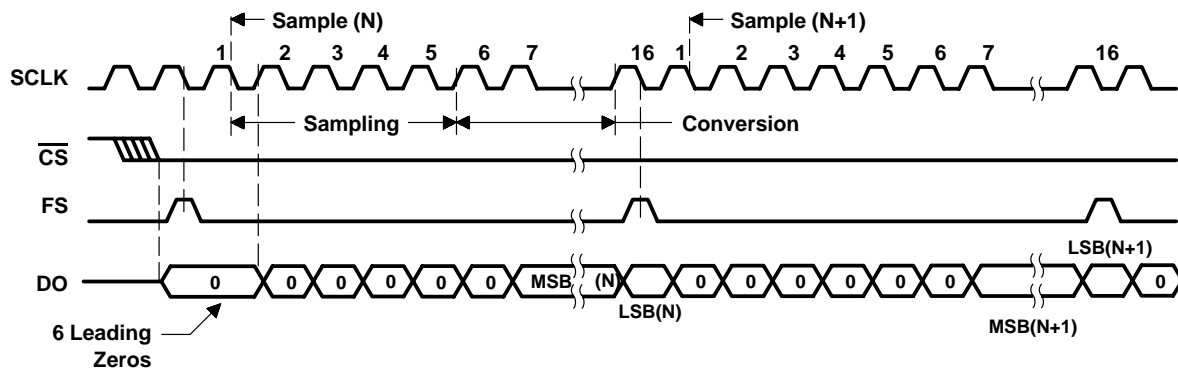 Sample (N)
Sample (N+1)
1 2 3 4 5 6 7 16 1 2 3 4 5 6 7 16
SCLK
Sampling
Conversion
CS
FS
LSB(N+1)
DO
0 0 0 0 0 0 MSB (N) 0 0 0 0 0 0 0
LSB(N)
MSB(N+1)
6 Leading
Zeros